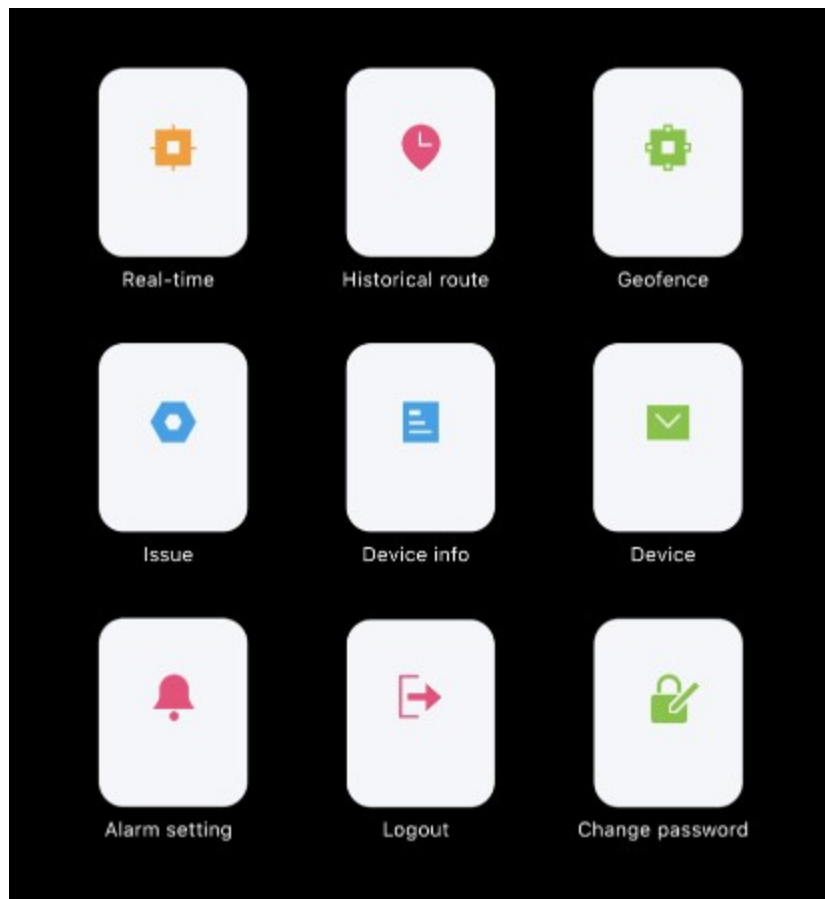 Real-time
Historical route
Geofence
Issue
Device info
Device
Alarm setting
Logout
Change password